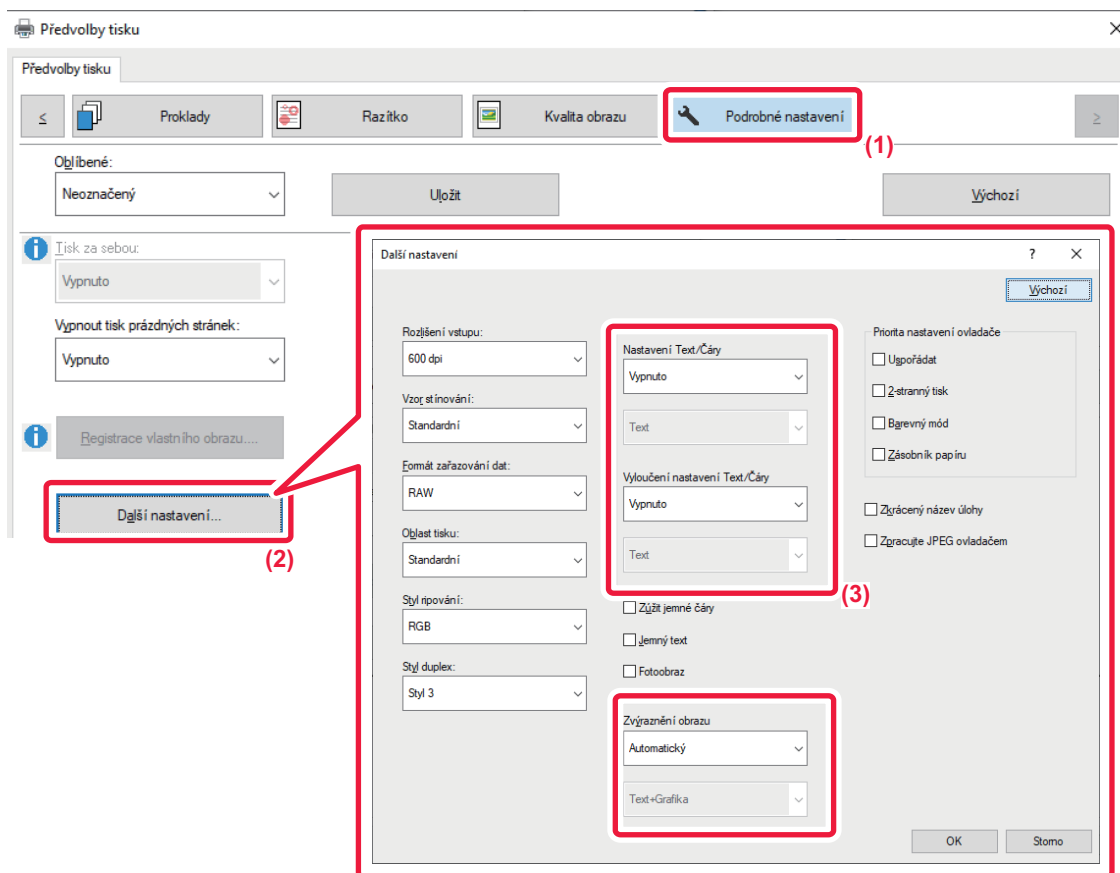 Předvolby tisku
Předvolby tisku
≤
Proklady
Razítko
Kvalita obrazu
Podrobné nastavení
≥
(1)
Oblíbené:
Neoznačený
Uložit
Výchozí
Tisk za sebou:
Vypnuto
Vypnout tisk prázdných stránek:
Vypnuto
Registrace vlastního obrazu....
Další nastavení...
(2)
Další nastavení
?
Výchozí
Rozlišení vstupu:
600 dpi
Vzor stínování:
Standardní
Formát zařazování dat:
RAW
Oblast tisku:
Standardní
Styl ripování:
RGB
Styl duplex:
Styl 3
Nastavení Text/Čáry
Vypnuto
Text
Vyloučení nastavení Text/Čáry
Vypnuto
Text
(3)
Zúžit jemné čáry
Jemný text
Fotoobraz
Zvýraznění obrazu
Automatický
Text+Grafika
Priorita nastavení ovladače
Uspořádat
2-stranný tisk
Barevný mód
Zásobník papíru
Zkrácený název úlohy
Zpracujte JPEG ovladačem
OK
Storno